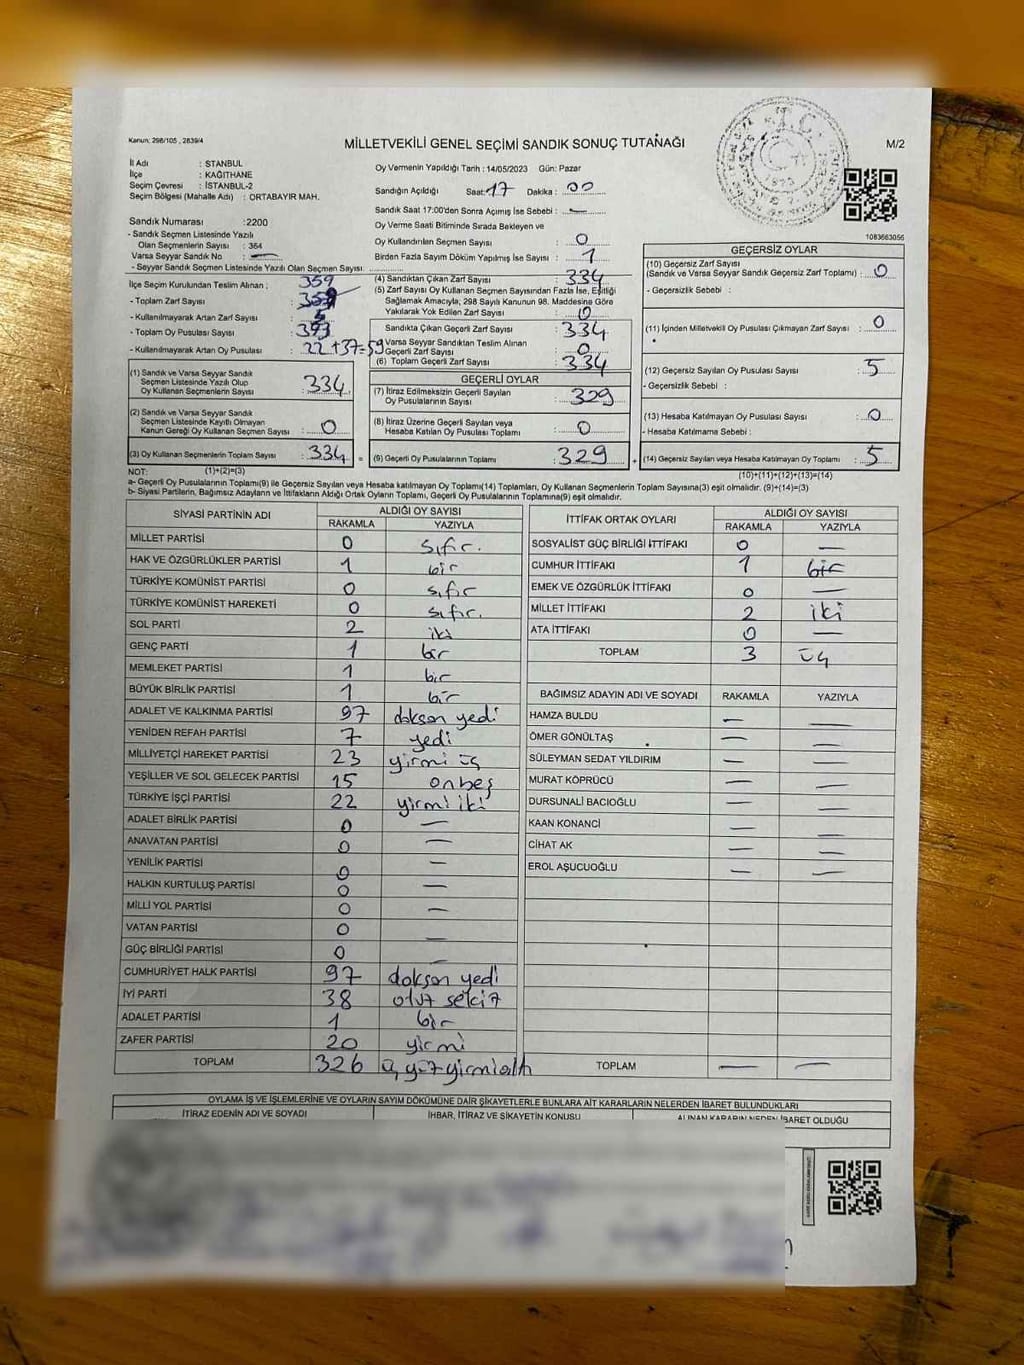 Kanun: 298/105 , 2839/4
MİLLETVEKİLİ GENEL SEÇİMİ SANDIK SONUÇ TUTANAĞI
M/2
İl Adı : STANBUL
İlçe : KAĞITHANE
Seçim Çevresi : İSTANBUL-2
Seçim Bölgesi (Mahalle Adı) : ORTABAYIR MAH.
Sandık Numarası :2200
- Sandık Seçmen Listesinde Yazılı
Olan Seçmenlerin Sayısı : 364
Varsa Seyyar Sandık No : —
- Seyyar Sandık Seçmen Listesinde Yazılı Olan Seçmen Sayısı :
İlçe Seçim Kurulundan Teslim Alınan ; 359
- Toplam Zarf Sayısı :
- Kullanılmayarak Artan Zarf Sayısı :
- Toplam Oy Pusulası Sayısı : 393
- Kullanılmayarak Artan Oy Pusulası : 22+37=59
(1) Sandık ve Varsa Seyyar Sandık
Seçmen Listesinde Yazılı Olup
Oy Kullanan Seçmenlerin Sayısı : 334
(2) Sandık ve Varsa Seyyar Sandık
Seçmen Listesinde Kayıtlı Olmayan
Kanun Gereği Oy Kullanan Seçmen Sayısı : 0
(3) Oy Kullanan Seçmenlerin Toplam Sayısı : 334
Oy Vermenin Yapıldığı Tarih : 14/05/2023 Gün: Pazar
Sandığın Açıldığı Saat: 17 Dakika : 00
Sandık Saat 17:00'den Sonra Açımış İse Sebebi : —
Oy Verme Saati Bitiminde Sırada Bekleyen ve
Oy Kullandırılan Seçmen Sayısı : 0
Birden Fazla Sayım Döküm Yapılmış İse Sayısı : 1
(4) Sandıktan Çıkan Zarf Sayısı : 334
(5) Zarf Sayısı Oy Kullanan Seçmen Sayısından Fazla İse, Eşitliği
Sağlamak Amacıyla, 298 Sayılı Kanunun 98. Maddesine Göre
Yakılarak Yok Edilen Zarf Sayısı : 0
Sandıkta Çıkan Geçerli Zarf Sayısı : 334
Varsa Seyyar Sandıktan Teslim Alınan
Geçerli Zarf Sayısı : 0
(6) Toplam Geçerli Zarf Sayısı : 334
GEÇERLİ OYLAR
(7) İtiraz Edilmeksizin Geçerli Sayılan
Oy Pusulalarının Sayısı : 329
(8) İtiraz Üzerine Geçerli Sayılan veya
Hesaba Katılan Oy Pusulası Toplamı : 0
= (9) Geçerli Oy Pusulalarının Toplamı : 329
1083663056
GEÇERSİZ OYLAR
(10) Geçersiz Zarf Sayısı
(Sandık ve Varsa Seyyar Sandık Geçersiz Zarf Toplamı) : 0
- Geçersizlik Sebebi :
(11) İçinden Milletvekili Oy Pusulası Çıkmayan Zarf Sayısı : 0
(12) Geçersiz Sayılan Oy Pusulası Sayısı : 5
- Geçersizlik Sebebi :
(13) Hesaba Katılmayan Oy Pusulası Sayısı : 0
- Hesaba Katılmama Sebebi :
+ (14) Geçersiz Sayılan veya Hesaba Katılmayan Oy Toplamı : 5
NOT: (1)+(2)=(3) (10)+(11)+(12)+(13)=(14)
a- Geçerli Oy Pusulalarının Toplamı(9) ile Geçersiz Sayılan veya Hesaba katılmayan Oy Toplamı(14) Toplamları, Oy Kullanan Seçmenlerin Toplam Sayısına(3) eşit olmalıdır. (9)+(14)=(3)
b- Siyasi Partilerin, Bağımsız Adayların ve İttifakların Aldığı Ortak Oyların Toplamı, Geçerli Oy Pusulalarının Toplamına(9) eşit olmalıdır.
SİYASİ PARTİNİN ADI ALDIĞI OY SAYISI
RAKAMLA YAZIYLA
MİLLET PARTİSİ 0 sıfır.
HAK VE ÖZGÜRLÜKLER PARTİSİ 1 bir
TÜRKİYE KOMÜNİST PARTİSİ 0 sıfır
TÜRKİYE KOMÜNİST HAREKETİ 0 sıfır.
SOL PARTİ 2 iki
GENÇ PARTİ 1 bir
MEMLEKET PARTİSİ 1 bir
BÜYÜK BİRLİK PARTİSİ 1 bir
ADALET VE KALKINMA PARTİSİ 97 doksan yedi
YENİDEN REFAH PARTİSİ 7 yedi
MİLLİYETÇİ HAREKET PARTİSİ 23 yirmi üç
YEŞİLLER VE SOL GELECEK PARTİSİ 15 onbeş
TÜRKİYE İŞÇİ PARTİSİ 22 yirmi iki
ADALET BİRLİK PARTİSİ 0 —
ANAVATAN PARTİSİ 0 —
YENİLİK PARTİSİ 0 —
HALKIN KURTULUŞ PARTİSİ 0 —
MİLLİ YOL PARTİSİ 0 —
VATAN PARTİSİ 0 —
GÜÇ BİRLİĞİ PARTİSİ 0 —
CUMHURİYET HALK PARTİSİ 97 doksan yedi
İYİ PARTİ 38 otuz sekiz
ADALET PARTİSİ 1 bir
ZAFER PARTİSİ 20 yirmi
TOPLAM 326 üç yüz yirmialtı
İTTİFAK ORTAK OYLARI ALDIĞI OY SAYISI
RAKAMLA YAZIYLA
SOSYALİST GÜÇ BİRLİĞİ İTTİFAKI 0 —
CUMHUR İTTİFAKI 1 bir
EMEK VE ÖZGÜRLÜK İTTİFAKI 0 —
MİLLET İTTİFAKI 2 iki
ATA İTTİFAKI 0 —
TOPLAM 3 üç
BAĞIMSIZ ADAYIN ADI VE SOYADI RAKAMLA YAZIYLA
HAMZA BULDU — —
ÖMER GÖNÜLTAŞ — —
SÜLEYMAN SEDAT YILDIRIM — —
MURAT KÖPRÜCÜ — —
DURSUNALİ BACIOĞLU — —
KAAN KONANCİ — —
CİHAT AK — —
EROL AŞUCUOĞLU — —
TOPLAM — —
OYLAMA İŞ VE İŞLEMLERİNE VE OYLARIN SAYIM DÖKÜMÜNE DAİR ŞİKAYETLERLE BUNLARA AİT KARARLARIN NELERDEN İBARET BULUNDUKLARI
İTİRAZ EDENİN ADI VE SOYADI İHBAR, İTİRAZ VE ŞİKAYETİN KONUSU ALINAN KARARIN NEDEN İBARET OLDUĞU